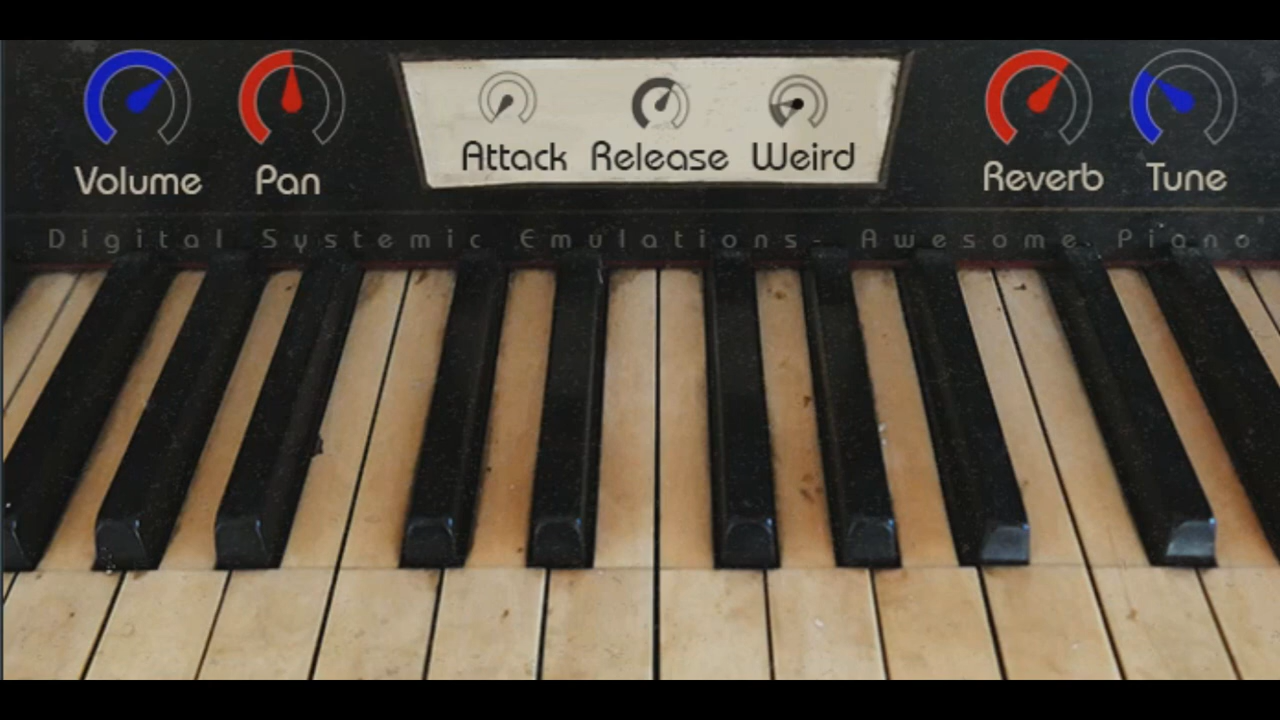 Volume Pan Attack Release Weird Reverb Tune
Digital Systemic Emulations- Awesome Piano